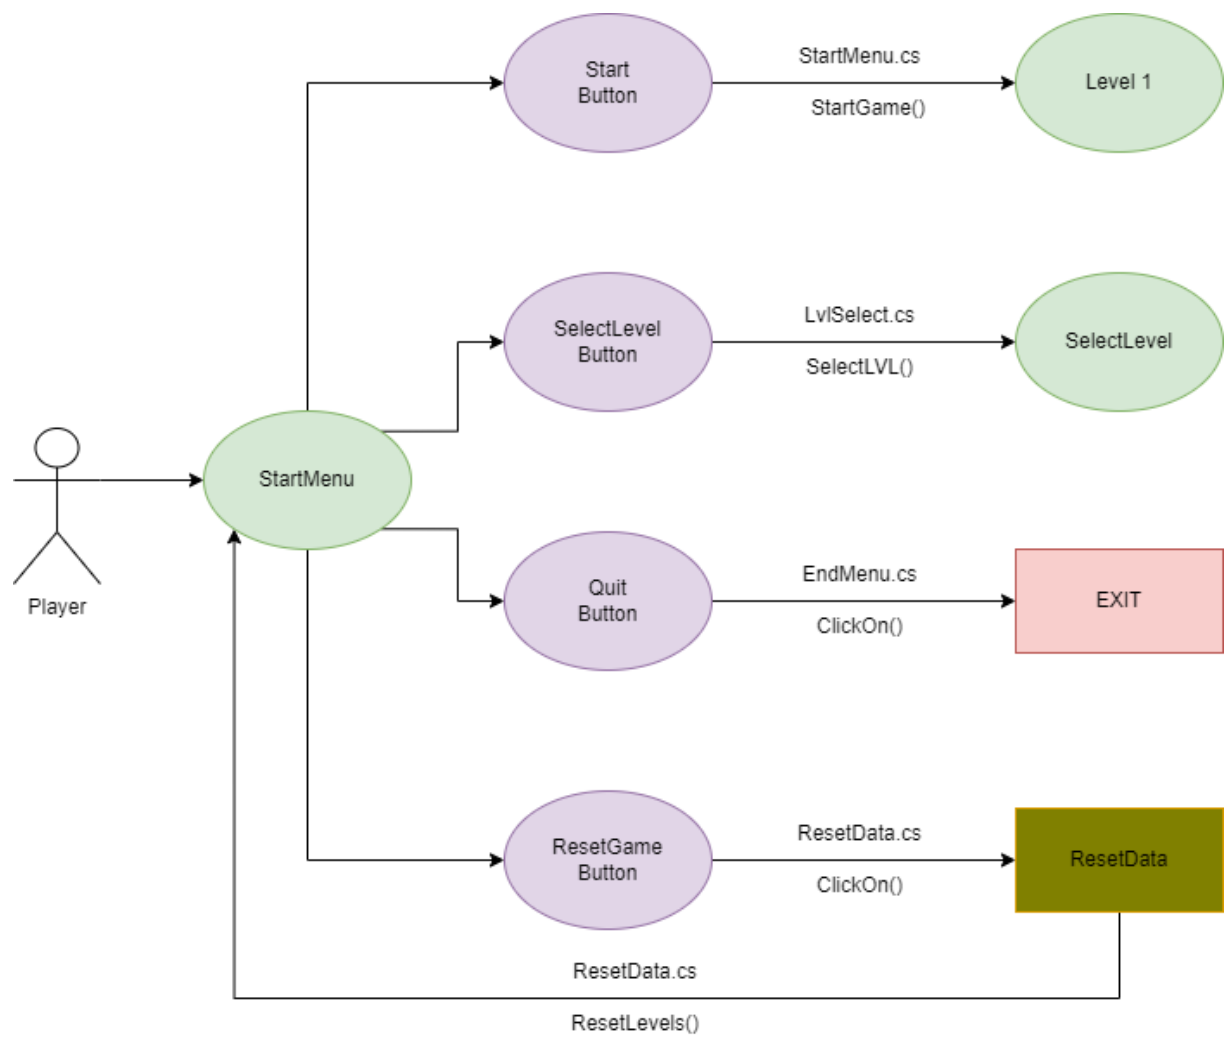 Start
Button
StartMenu.cs
StartGame()
Level 1
SelectLevel
Button
LvlSelect.cs
SelectLVL()
SelectLevel
Player
StartMenu
Quit
Button
EndMenu.cs
ClickOn()
EXIT
ResetGame
Button
ResetData.cs
ClickOn()
ResetData
ResetData.cs
ResetLevels()